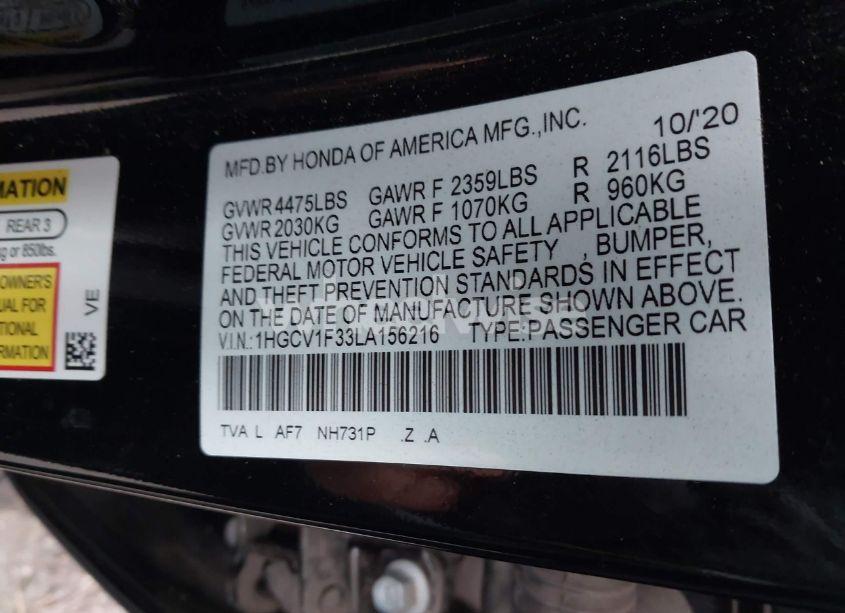 MATION
REAR 3
g or 850lbs.
OWNER'S
UAL FOR
TIONAL
RMATION
VE
MFD.BY HONDA OF AMERICA MFG.,INC. 10/'20
GVWR 4475LBS GAWR F 2359LBS R 2116LBS
GVWR 2030KG GAWR F 1070KG R 960KG
THIS VEHICLE CONFORMS TO ALL APPLICABLE
FEDERAL MOTOR VEHICLE SAFETY , BUMPER,
AND THEFT PREVENTION STANDARDS IN EFFECT
ON THE DATE OF MANUFACTURE SHOWN ABOVE.
V.I.N.:1HGCV1F33LA156216 TYPE:PASSENGER CAR
TVA L AF7 NH731P .Z .A